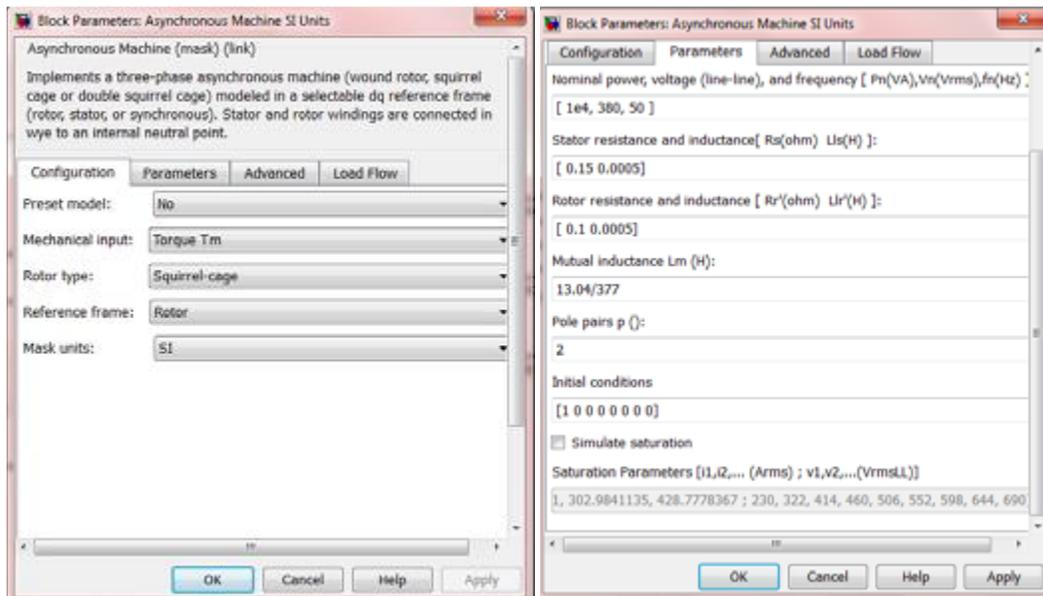 Block Parameters: Asynchronous Machine SI Units
Asynchronous Machine (mask) (link)
Implements a three-phase asynchronous machine (wound rotor, squirrel
cage or double squirrel cage) modeled in a selectable dq reference frame
(rotor, stator, or synchronous). Stator and rotor windings are connected in
wye to an internal neutral point.
Configuration Parameters Advanced Load Flow
Preset model: No
Mechanical input: Torque Tm
Rotor type: Squirrel-cage
Reference frame: Rotor
Mask units: SI
OK Cancel Help Apply
Block Parameters: Asynchronous Machine SI Units
Configuration Parameters Advanced Load Flow
Nominal power, voltage (line-line), and frequency [ Pn(VA),Vn(Vrms),fn(Hz) ]
[ 1e4, 380, 50 ]
Stator resistance and inductance[ Rs(ohm) Lls(H) ]:
[ 0.15 0.0005]
Rotor resistance and inductance [ Rr'(ohm) Llr'(H) ]:
[ 0.1 0.0005]
Mutual inductance Lm (H):
13.04/377
Pole pairs p ():
2
Initial conditions
[1 0 0 0 0 0 0 0]
Simulate saturation
Saturation Parameters [i1,i2,... (Arms) ; v1,v2,...(VrmsLL)]
1, 302.9841135, 428.7778367 ; 230, 322, 414, 460, 506, 552, 598, 644, 690
OK Cancel Help Apply